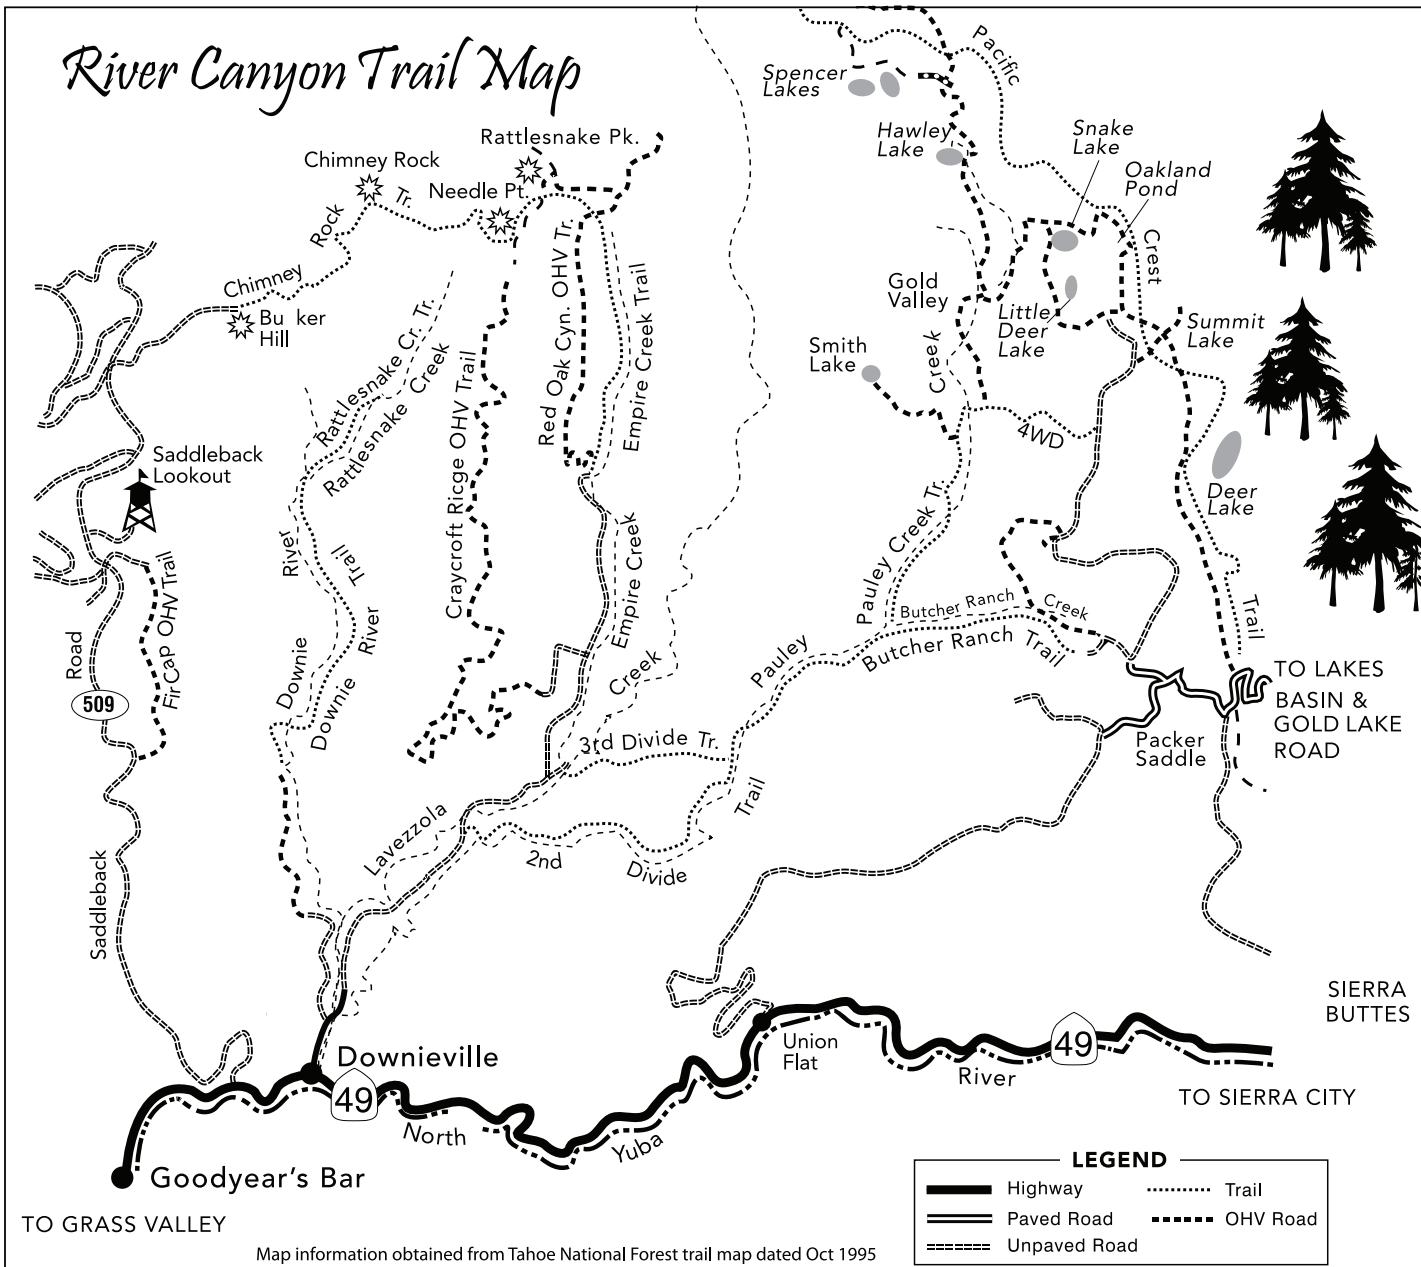 River Canyon Trail Map
Pacific
Spencer
Lakes
Hawley
Lake
Snake
Lake
Oakland
Pond
Rattlesnake Pk.
Chimney Rock
Needle Pt.
Tr.
Rock
Chimney
Bu ker
Hill
Crest
Gold
Valley
Little
Deer
Lake
Summit
Lake
Smith
Lake
Creek
4WD
Deer
Lake
Rattlesnake Cr. Tr.
Rattlesnake Creek
Craycroft Ricge OHV Trail
Red Oak Cyn. OHV Tr.
Empire Creek Trail
Empire Creek
Saddleback
Lookout
Fir Cap OHV Trail
Road
509
Saddleback
River
Trail
River
Downie
Downie
Pauley Creek Tr.
Butcher Ranch
Creek
Butcher Ranch Trail
Pauley
Trail
Trail
Creek
3rd Divide Tr.
Lavezzola
2nd
Divide
TO LAKES
BASIN &
GOLD LAKE
ROAD
Packer
Saddle
SIERRA
BUTTES
Union
Flat
49
River
TO SIERRA CITY
Downieville
49
North
Yuba
Goodyear's Bar
TO GRASS VALLEY
LEGEND
Highway
Trail
Paved Road
OHV Road
Unpaved Road
Map information obtained from Tahoe National Forest trail map dated Oct 1995